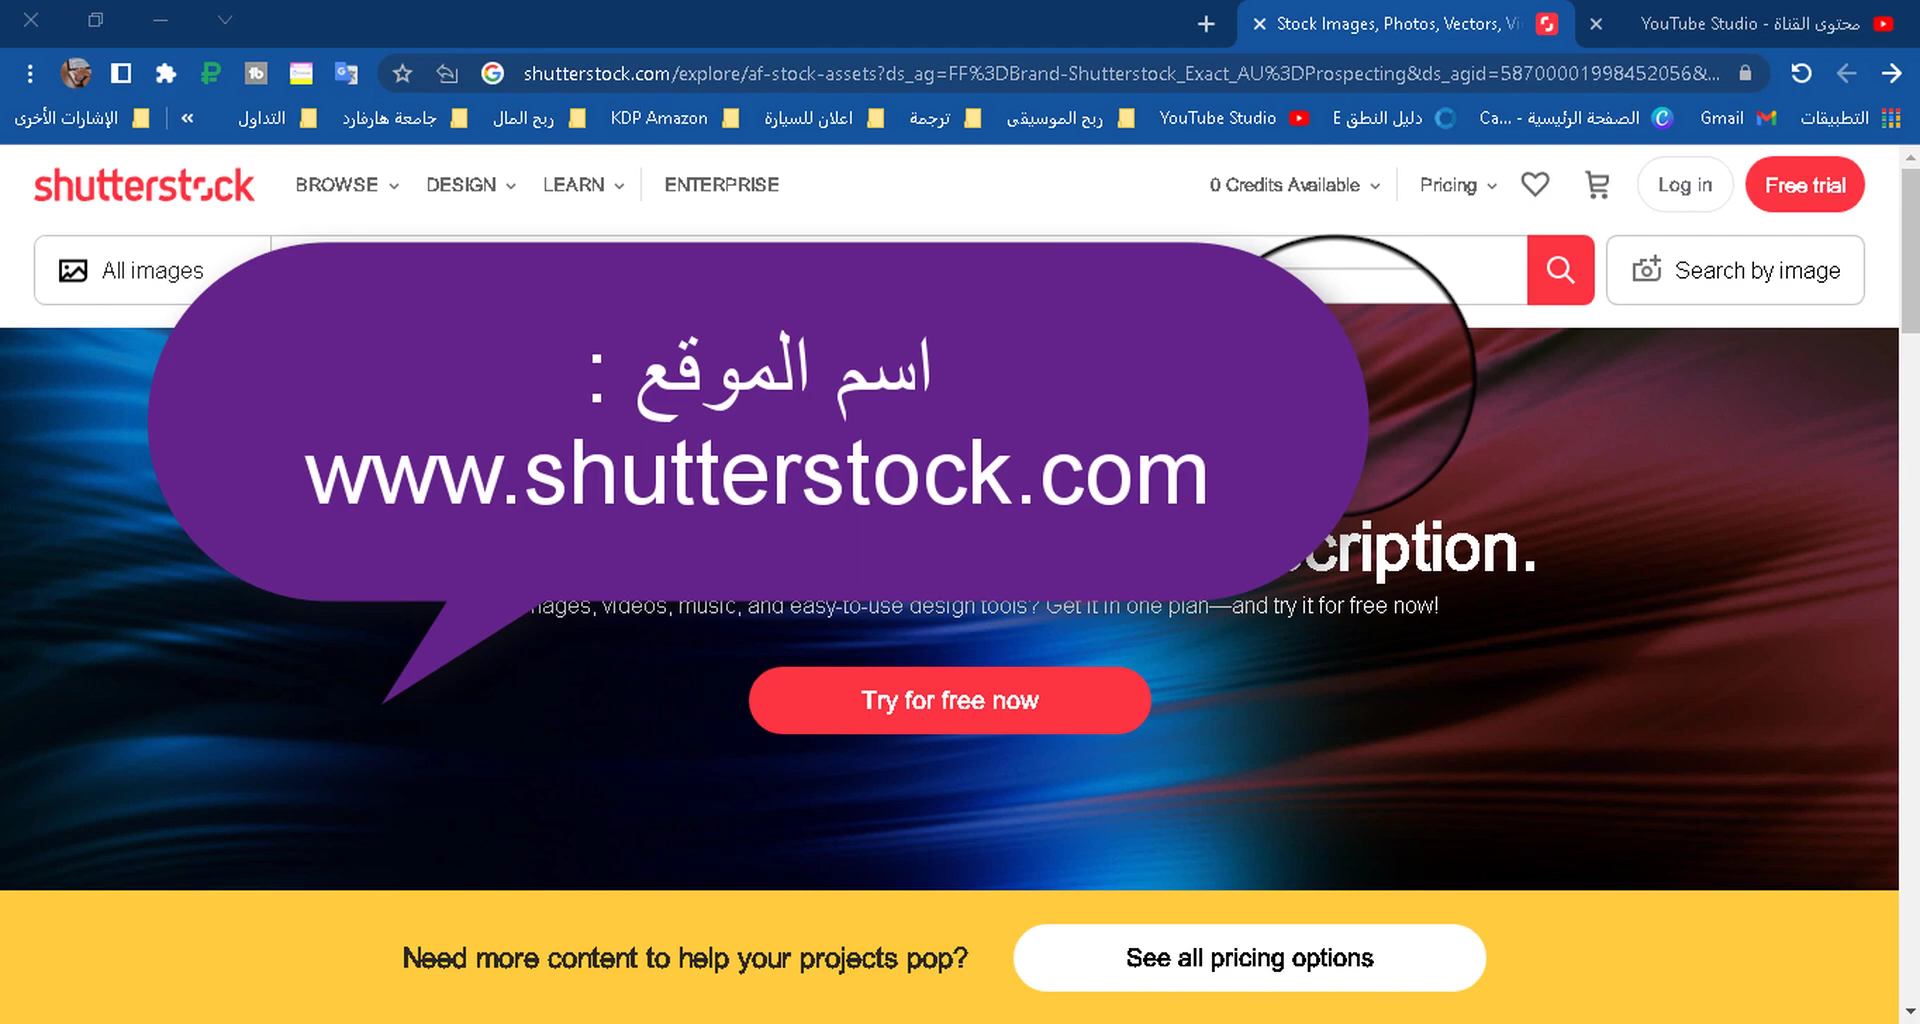 Stock Images, Photos, Vectors, Vi
YouTube Studio - محتوى القناة
shutterstock.com/explore/af-stock-assets?ds_ag=FF%3DBrand-Shutterstock_Exact_AU%3DProspecting&ds_agid=58700001998452056&...
التطبيقات
Gmail
الصفحة الرئيسية - Ca...
دليل النطق E
YouTube Studio
ربح الموسيقى
ترجمة
اعلان للسيارة
KDP Amazon
ربح المال
جامعة هارفارد
التداول
«
الإشارات الأخرى
shutterstock BROWSE DESIGN LEARN ENTERPRISE 0 Credits Available Pricing Log in Free trial
All images Search by image
اسم الموقع :
www.shutterstock.com
cription.
images, videos, music, and easy-to-use design tools? Get it in one plan—and try it for free now!
Try for free now
Need more content to help your projects pop? See all pricing options